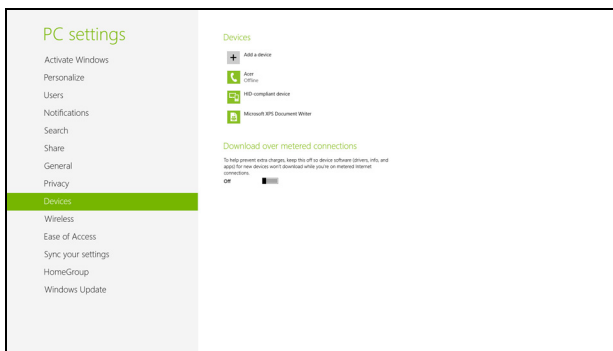 PC settings
Activate Windows
Personalize
Users
Notifications
Search
Share
General
Privacy
Devices
Wireless
Ease of Access
Sync your settings
HomeGroup
Windows Update
Devices
Add a device
Acer
Offline
HID-compliant device
Microsoft XPS Document Writer
Download over metered connections
To help prevent extra charges, keep this off so device software (drivers, info, and
apps) for new devices won't download while you're on metered Internet
connections.
Off